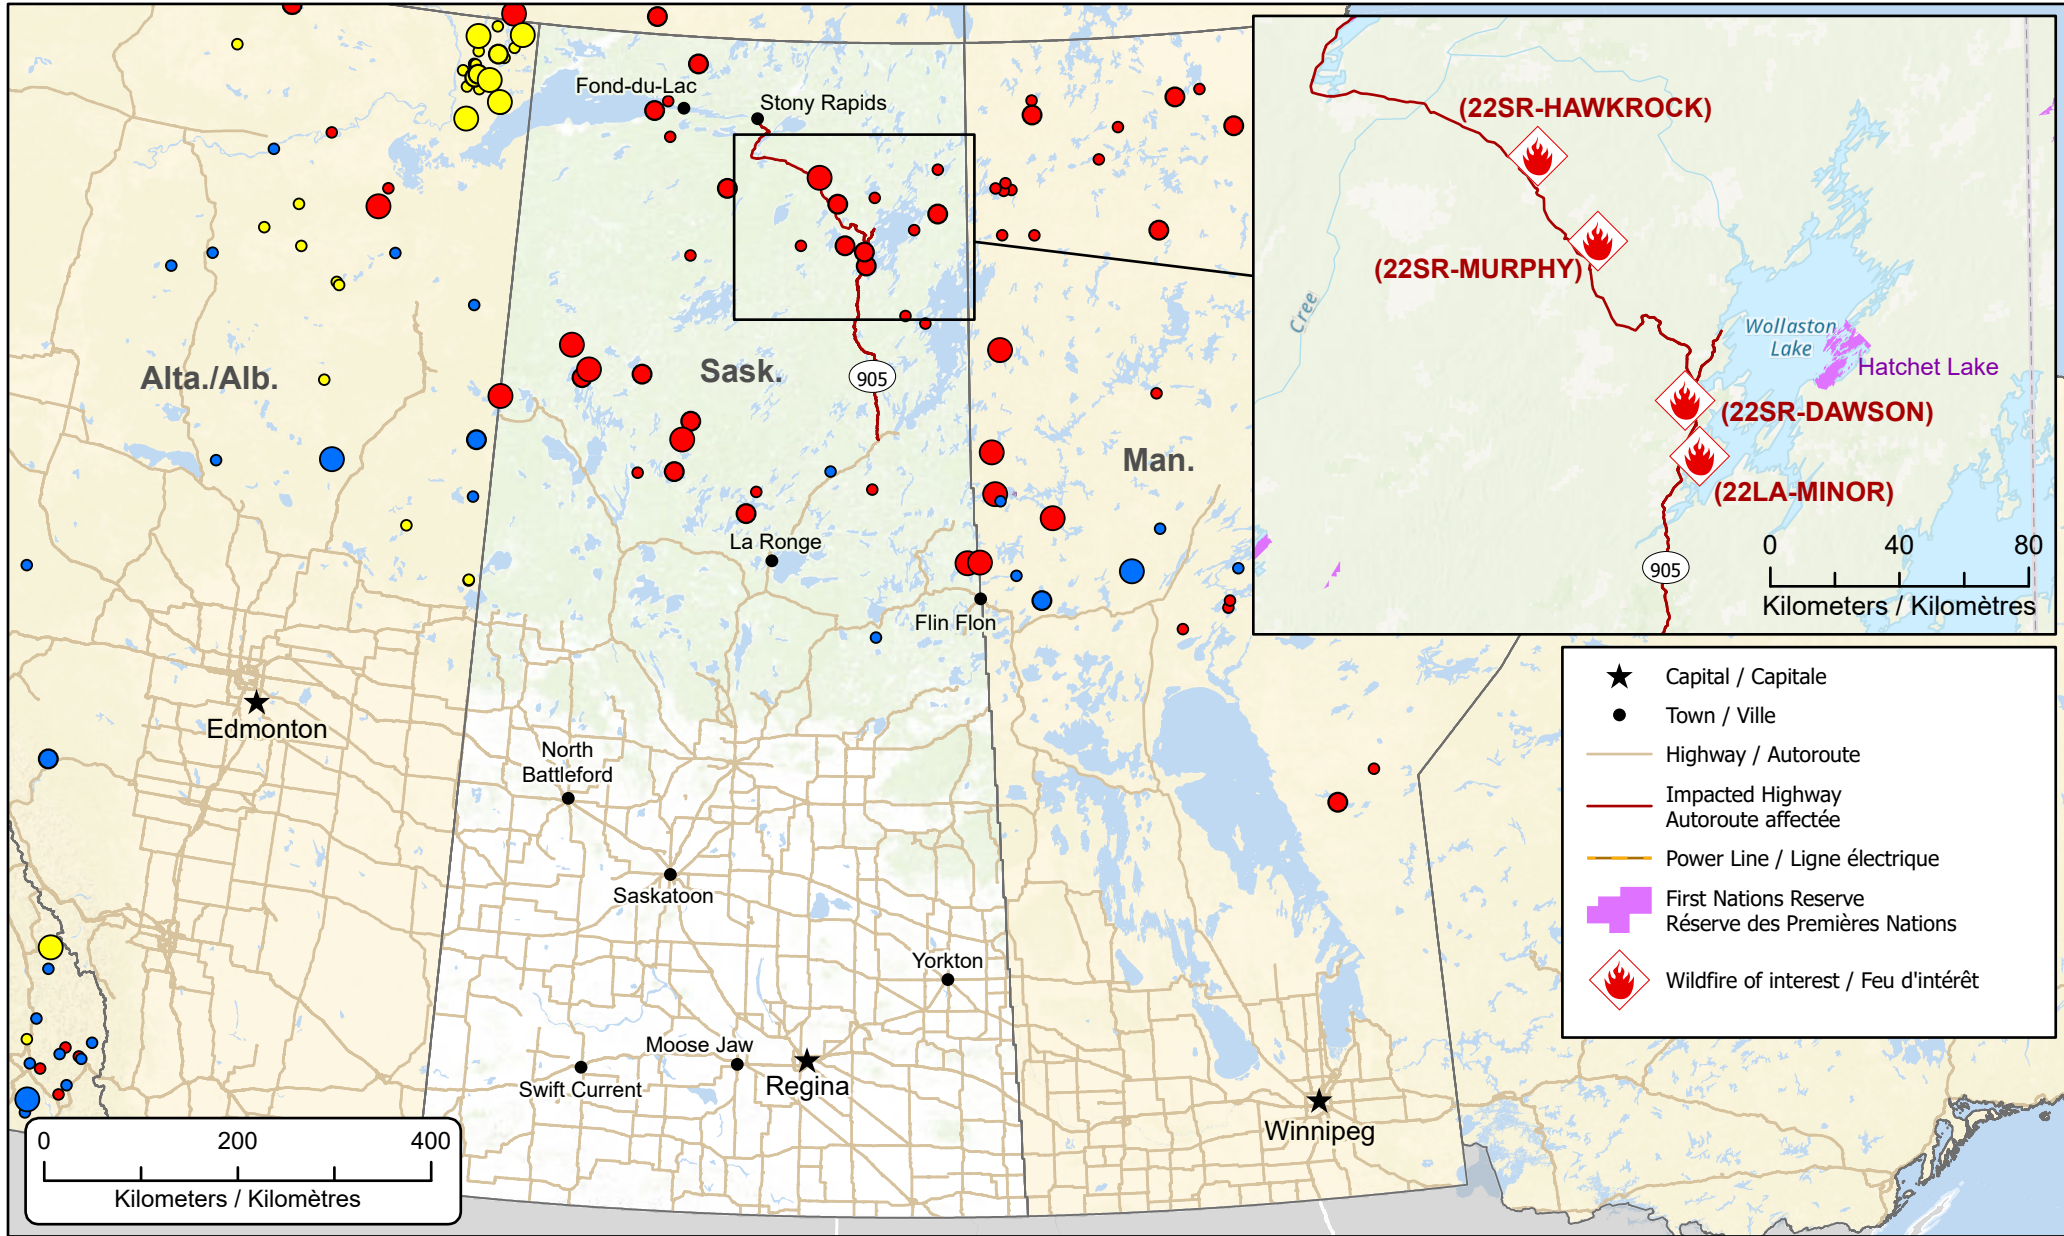 Fond-du-Lac
Stony Rapids
Alta./Alb.
Sask.
905
Man.
La Ronge
Flin Flon
Edmonton
North
Battleford
Saskatoon
Yorkton
Moose Jaw
Swift Current
Regina
Winnipeg
0 200 400
Kilometers / Kilomètres
(22SR-HAWKROCK)
(22SR-MURPHY)
Cree
Wollaston
Lake
Hatchet Lake
(22SR-DAWSON)
(22LA-MINOR)
905
0 40 80
Kilometers / Kilomètres
Capital / Capitale
Town / Ville
Highway / Autoroute
Impacted Highway
Autoroute affectée
Power Line / Ligne électrique
First Nations Reserve
Réserve des Premières Nations
Wildfire of interest / Feu d'intérêt